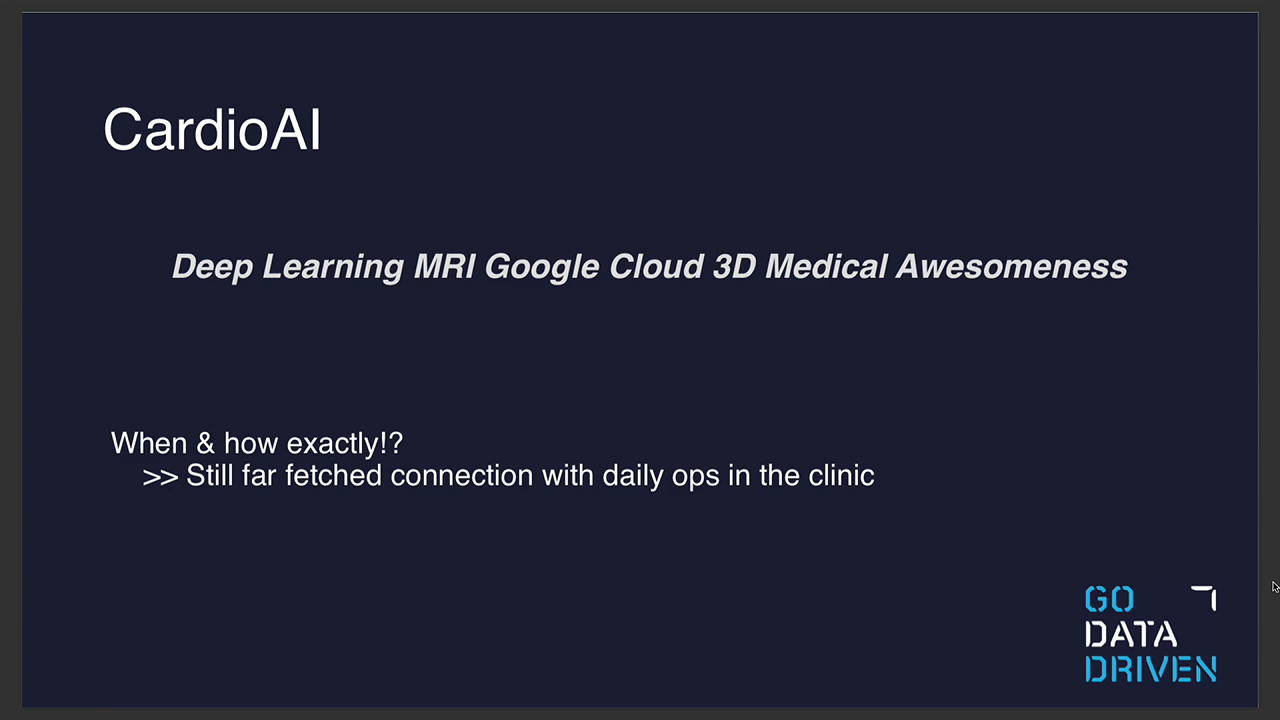 CardioAI
Deep Learning MRI Google Cloud 3D Medical Awesomeness
When & how exactly!?
>> Still far fetched connection with daily ops in the clinic
GO
DATA
DRIVEN